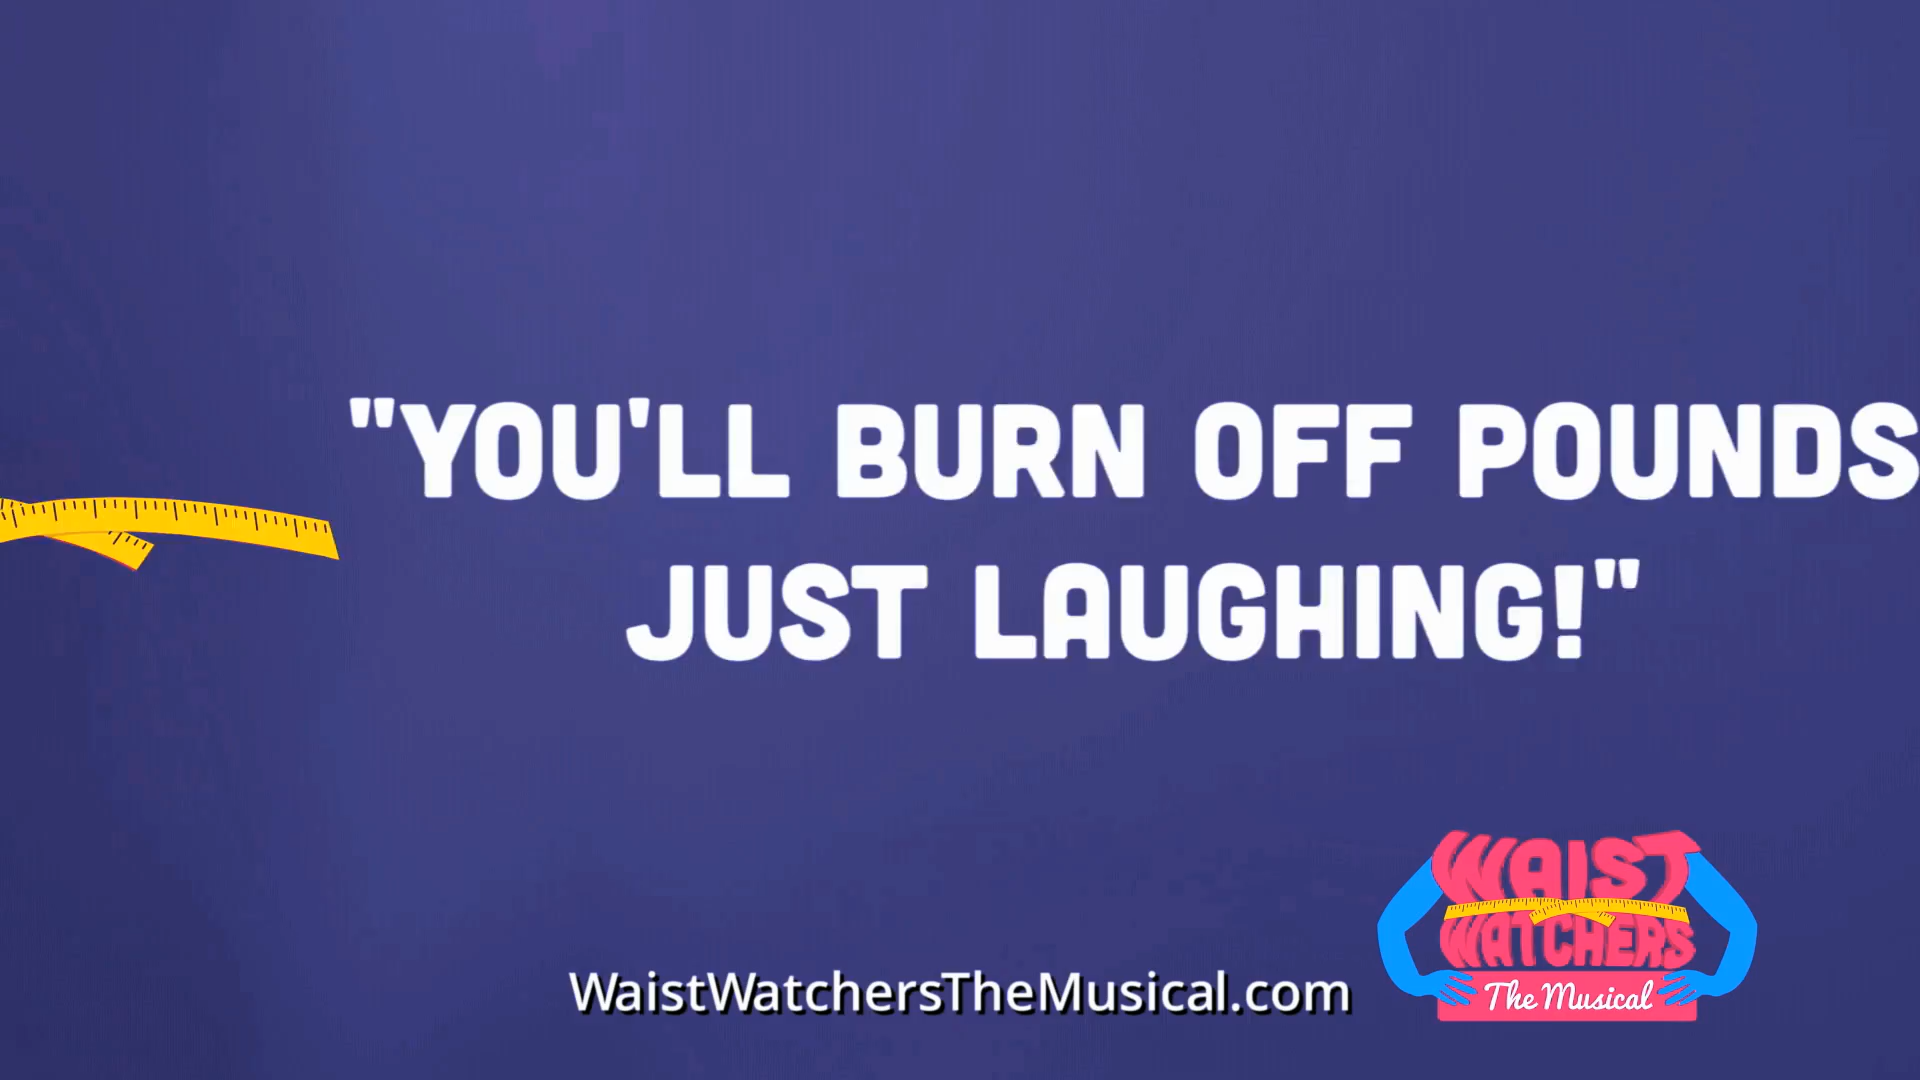 "YOU'LL BURN OFF POUNDS
JUST LAUGHING!"
WAIST
WATCHERS
The Musical
WaistWatchersTheMusical.com